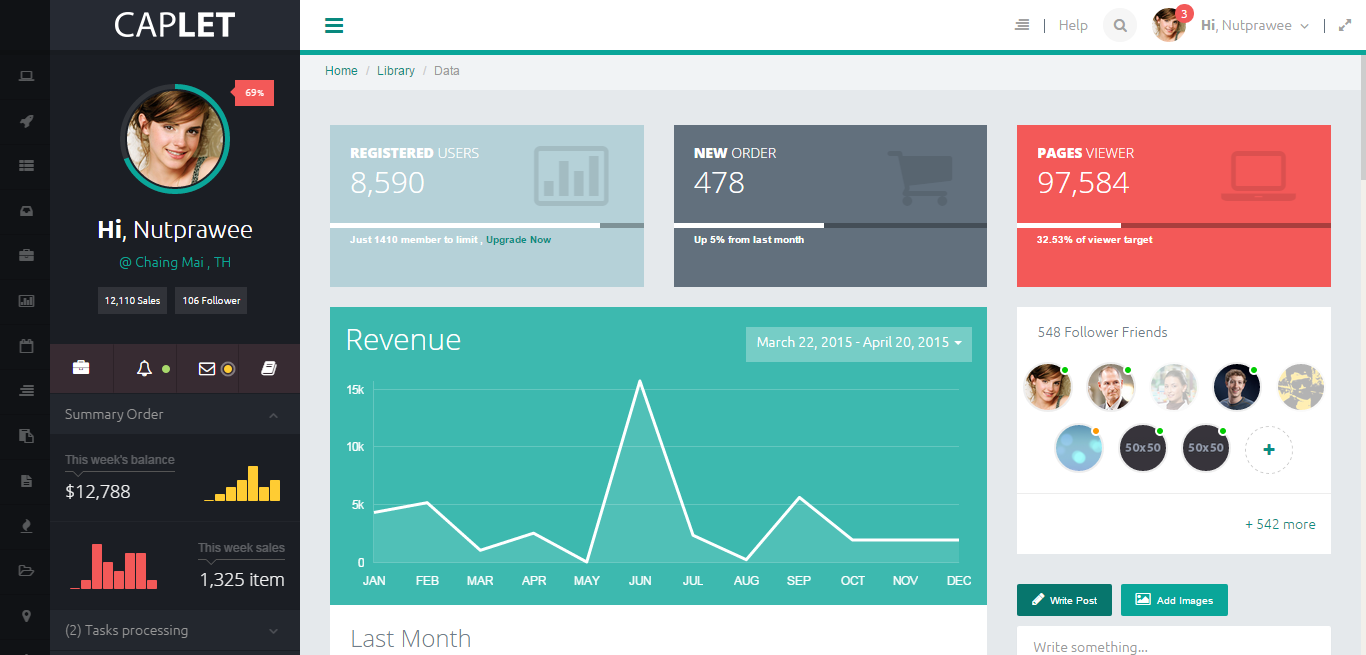 CAPLET
69%
Hi, Nutprawee
@ Chaing Mai , TH
12,110 Sales
106 Follower
Summary Order
This week's balance
$12,788
This week sales
1,325 item
(2) Tasks processing
Help
3
Hi, Nutprawee
Home / Library / Data
REGISTERED USERS
8,590
Just 1410 member to limit , Upgrade Now
NEW ORDER
478
Up 5% from last month
PAGES VIEWER
97,584
32.53% of viewer target
Revenue
March 22, 2015 - April 20, 2015
15k
10k
5k
0
JAN FEB MAR APR MAY JUN JUL AUG SEP OCT NOV DEC
Last Month
548 Follower Friends
50x50
50x50
+ 542 more
Write Post
Add Images
Write something...